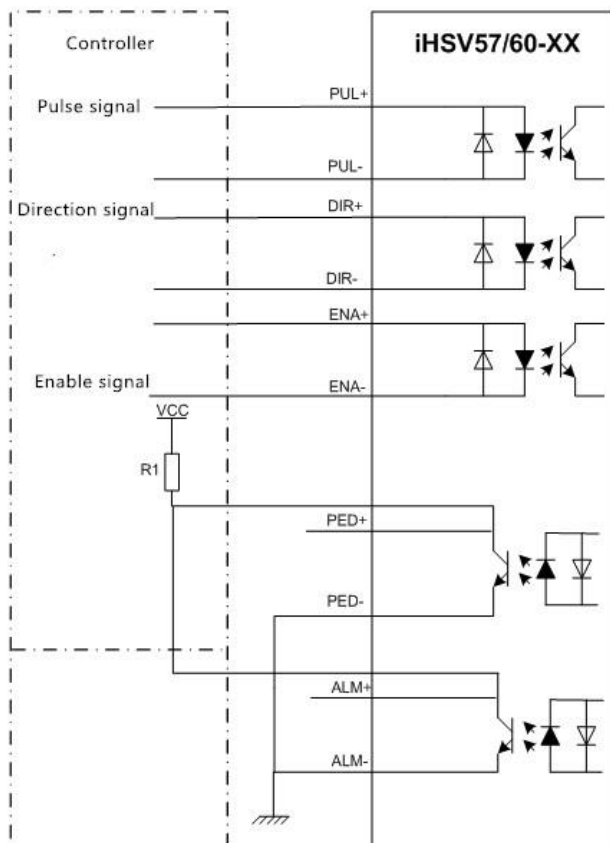 Controller
iHSV57/60-XX
PUL+
Pulse signal
PUL-
Direction signal
DIR+
DIR-
ENA+
Enable signal
ENA-
VCC
R1
PED+
PED-
ALM+
ALM-